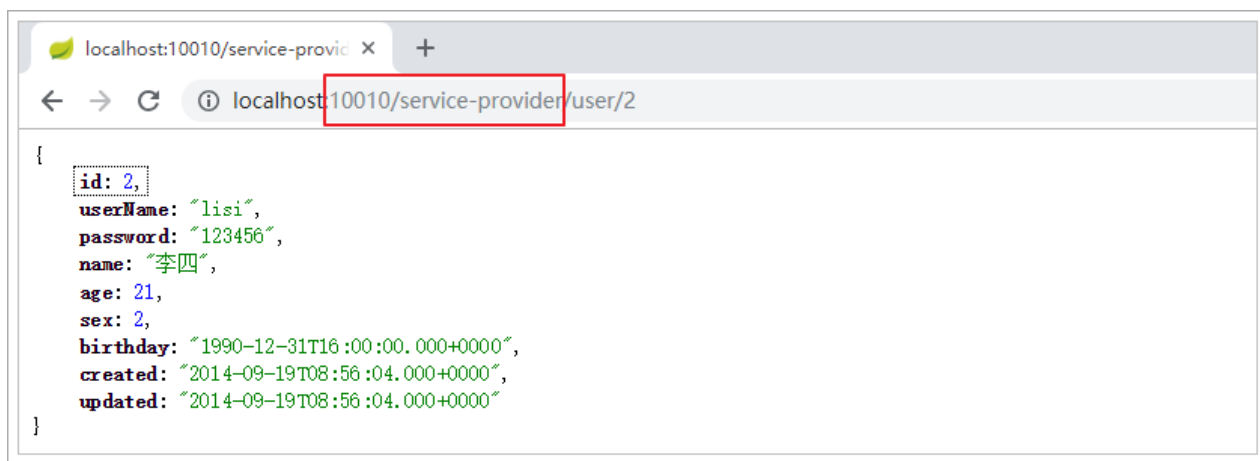 localhost:10010/service-provid
localhost:10010/service-provider/user/2
{
id: 2,
userName: "lisi",
password: "123456",
name: "李四",
age: 21,
sex: 2,
birthday: "1990-12-31T16:00:00.000+0000",
created: "2014-09-19T08:56:04.000+0000",
updated: "2014-09-19T08:56:04.000+0000"
}